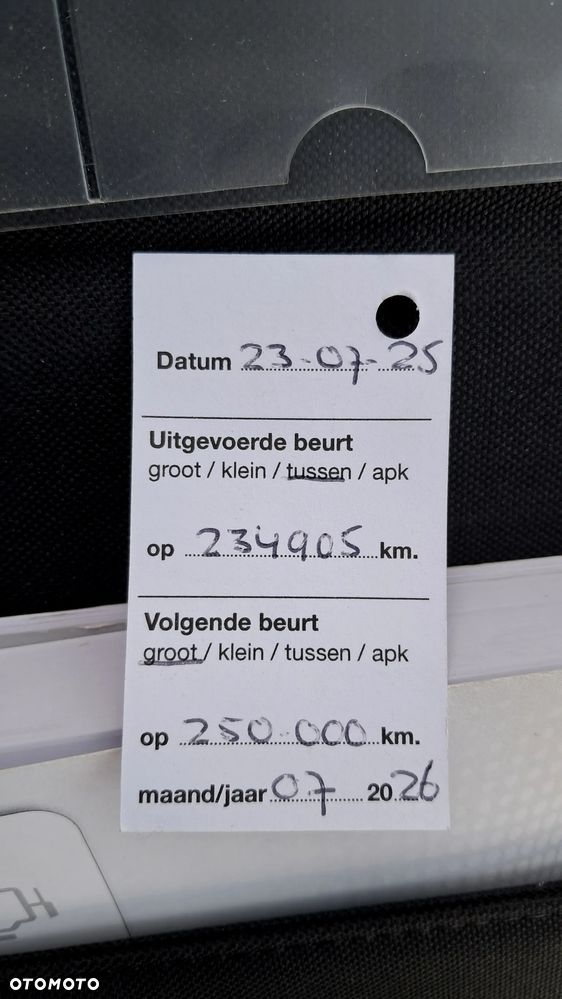 Datum 23-07-25
Uitgevoerde beurt
groot / klein / tussen / apk
op 234905 km.
Volgende beurt
groot / klein / tussen / apk
op 250.000 km.
maand/jaar 07 2026
OTOMOTO